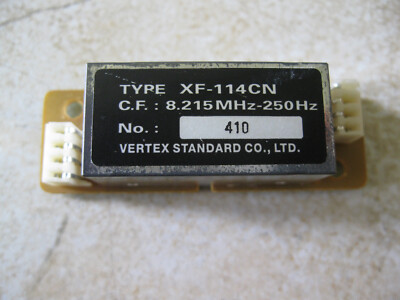 TYPE XF-114CN
C.F.: 8.215MHz-250Hz
No.: 410
VERTEX STANDARD CO., LTD.